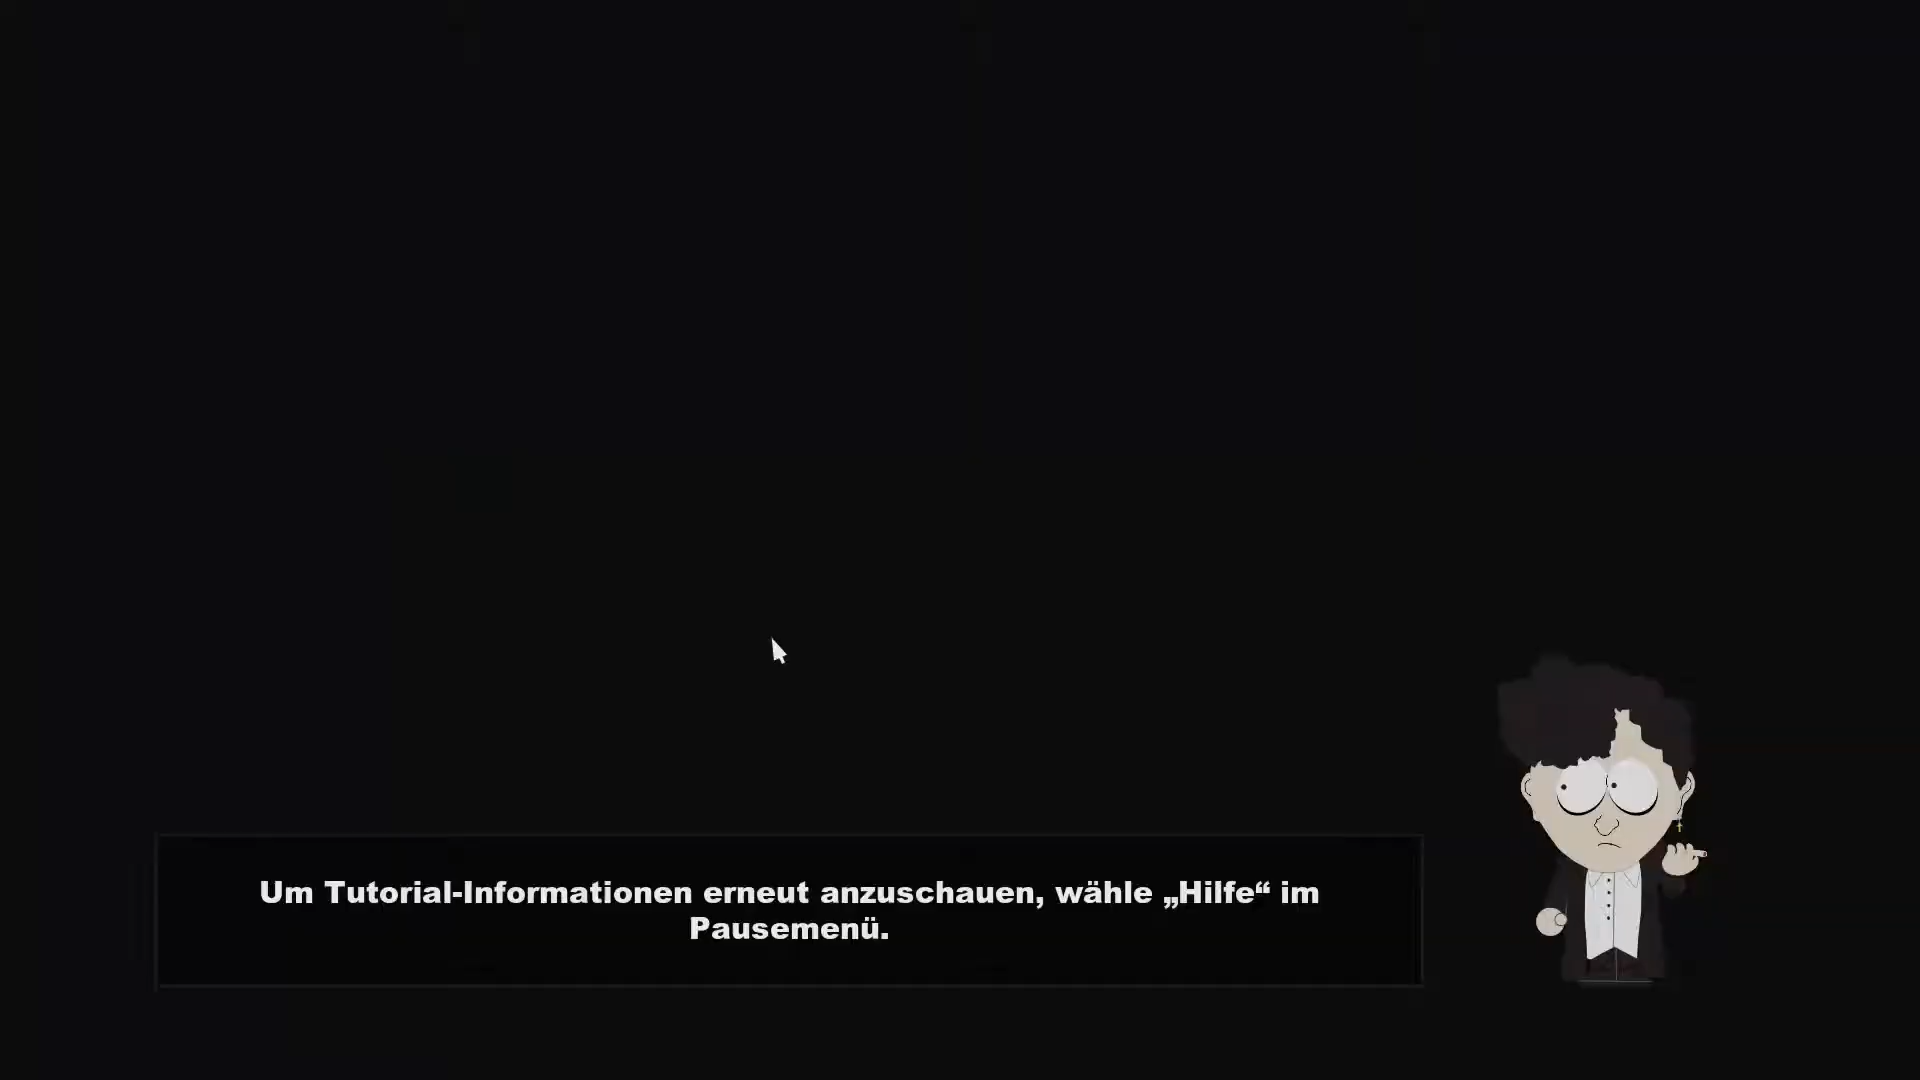 Um Tutorial-Informationen erneut anzuschauen, wähle „Hilfe“ im
Pausemenü.